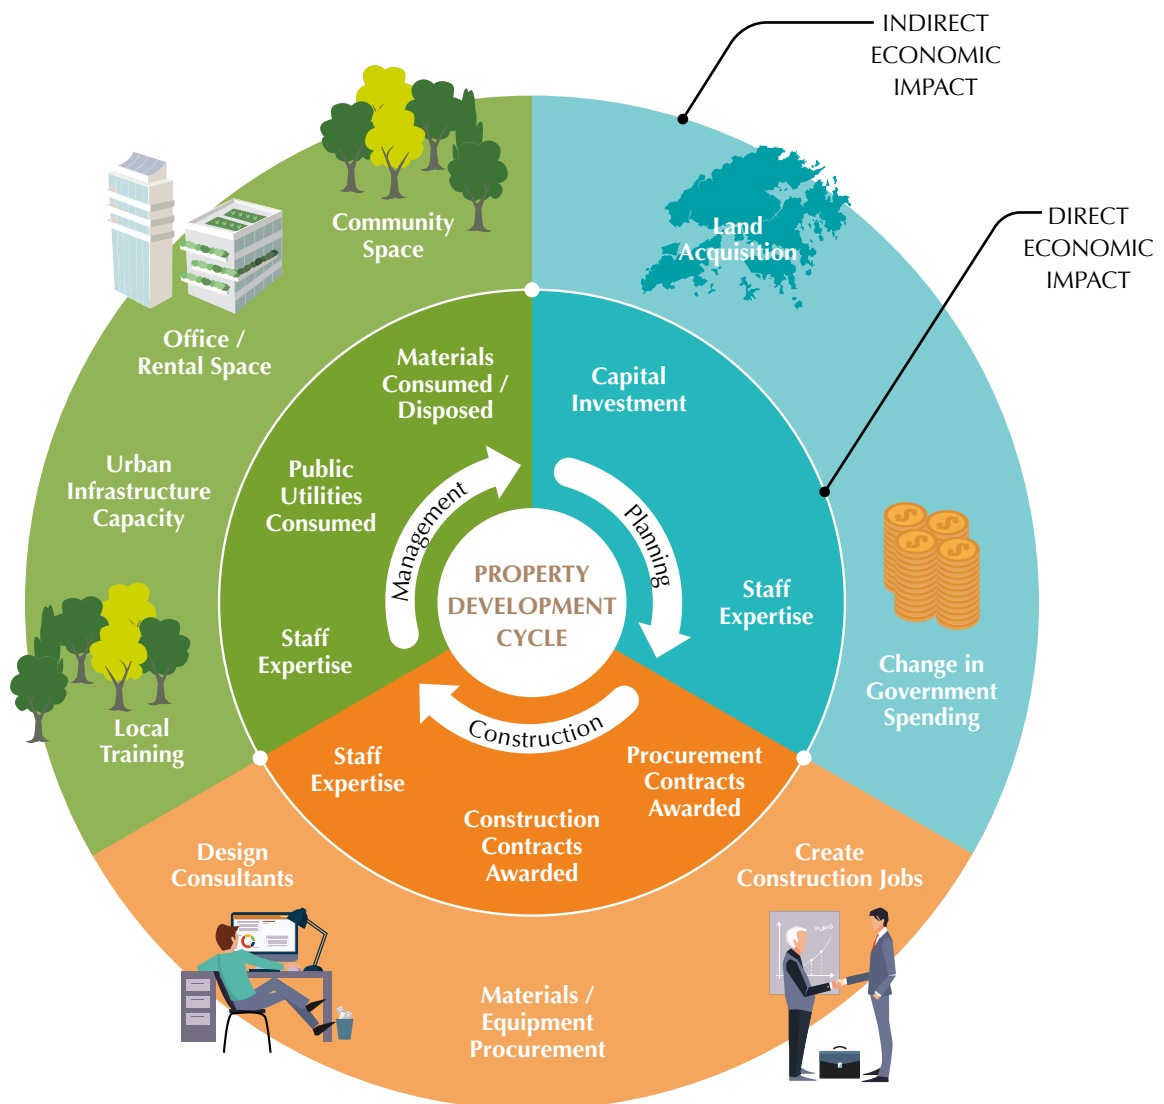 INDIRECT
ECONOMIC
IMPACT
DIRECT
ECONOMIC
IMPACT
Community
Space
Land
Acquisition
Office /
Rental Space
Materials
Consumed /
Disposed
Capital
Investment
Urban
Infrastructure
Capacity
Public
Utilities
Consumed
Management
Planning
PROPERTY
DEVELOPMENT
CYCLE
Staff
Expertise
Staff
Expertise
Change in
Government
Spending
Local
Training
Construction
Staff
Expertise
Procurement
Contracts
Awarded
Construction
Contracts
Awarded
Design
Consultants
Create
Construction Jobs
PLANS
Materials /
Equipment
Procurement